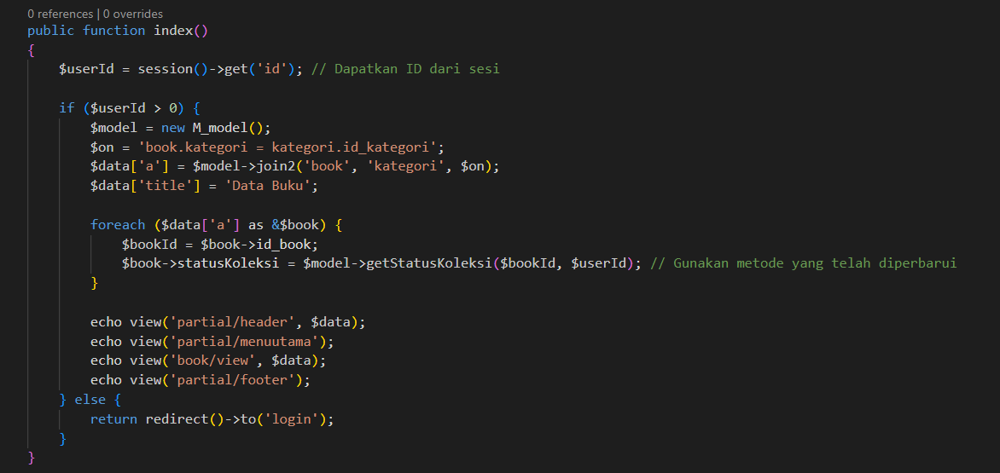 0 references | 0 overrides
public function index()
{
    $userId = session()->get('id'); // Dapatkan ID dari sesi

    if ($userId > 0) {
        $model = new M_model();
        $on = 'book.kategori = kategori.id_kategori';
        $data['a'] = $model->join2('book', 'kategori', $on);
        $data['title'] = 'Data Buku';

        foreach ($data['a'] as &$book) {
            $bookId = $book->id_book;
            $book->statusKoleksi = $model->getStatusKoleksi($bookId, $userId); // Gunakan metode yang telah diperbarui
        }

        echo view('partial/header', $data);
        echo view('partial/menuutama');
        echo view('book/view', $data);
        echo view('partial/footer');
    } else {
        return redirect()->to('login');
    }
}